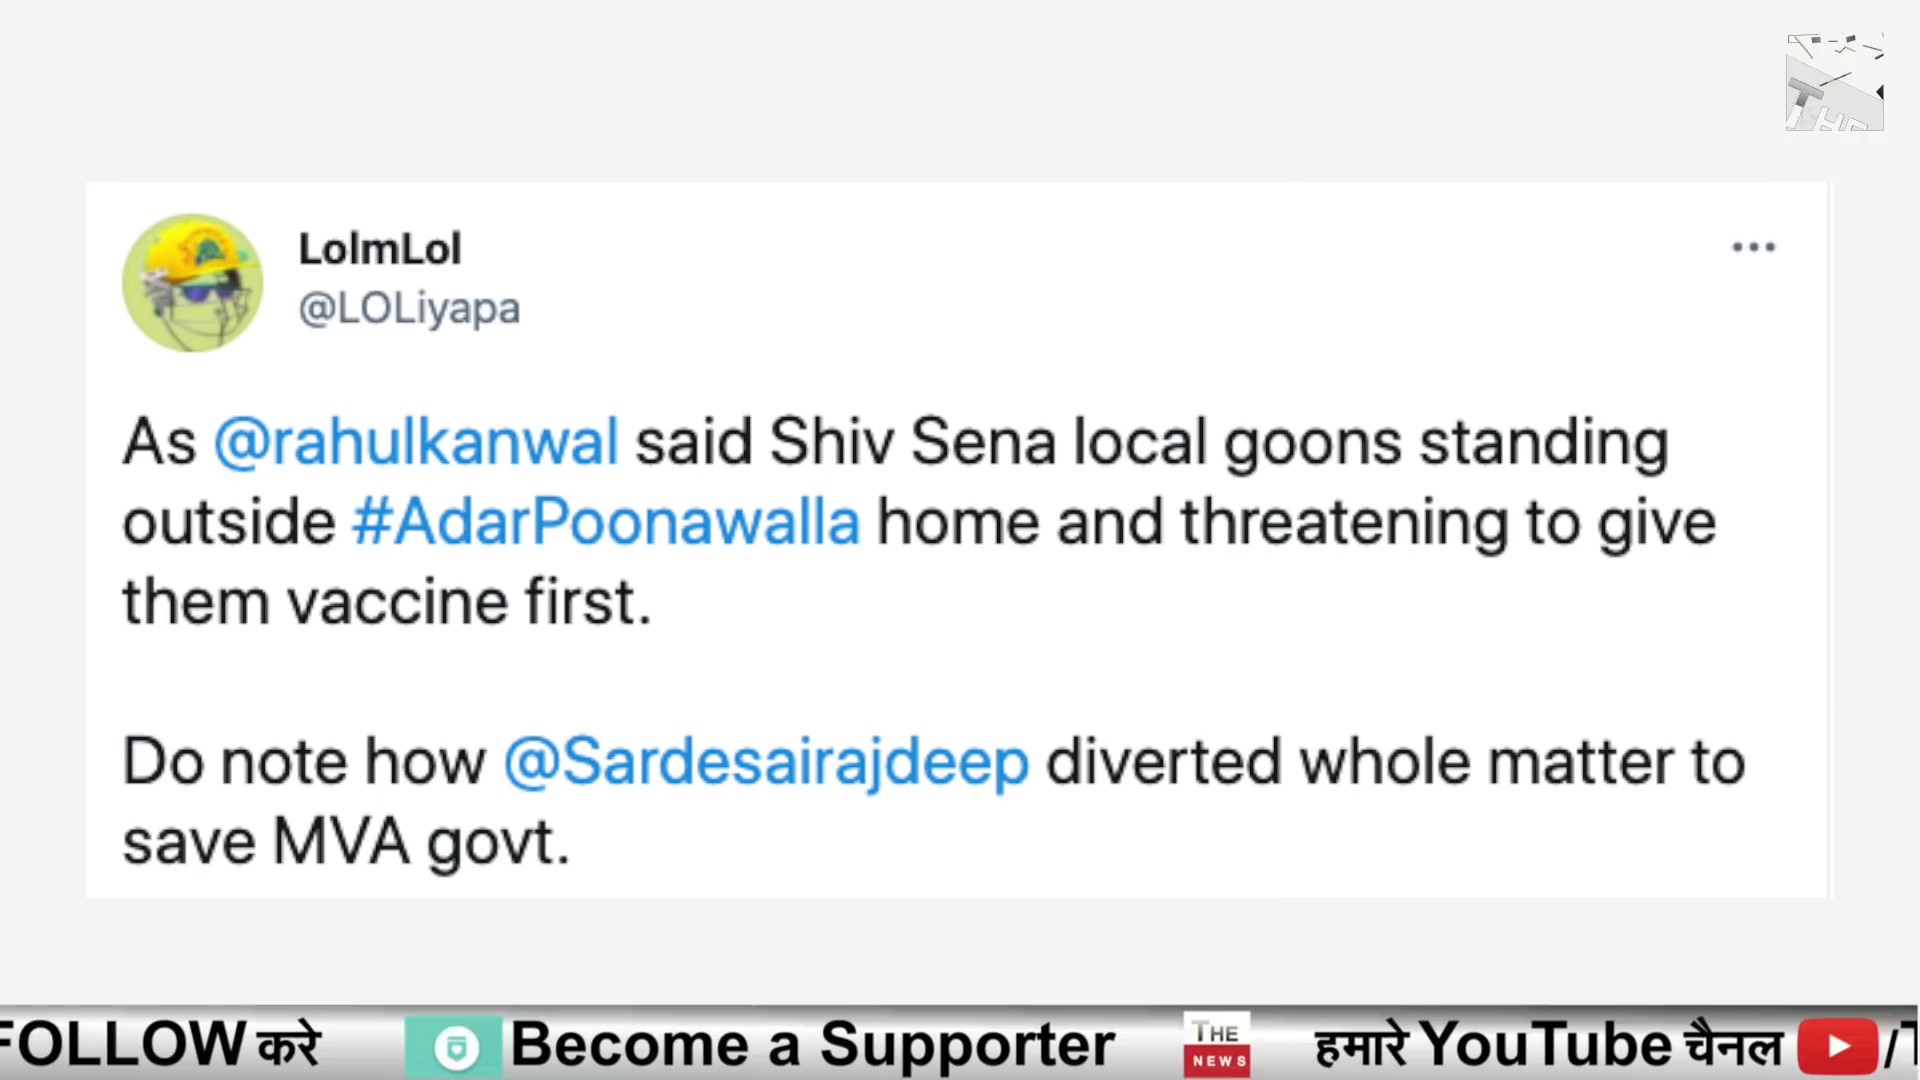 LolmLol
@LOLiyapa
As @rahulkanwal said Shiv Sena local goons standing
outside #AdarPoonawalla home and threatening to give
them vaccine first.
Do note how @Sardesairajdeep diverted whole matter to
save MVA govt.
FOLLOW करे Become a Supporter THE NEWS हमारे YouTube चैनल /